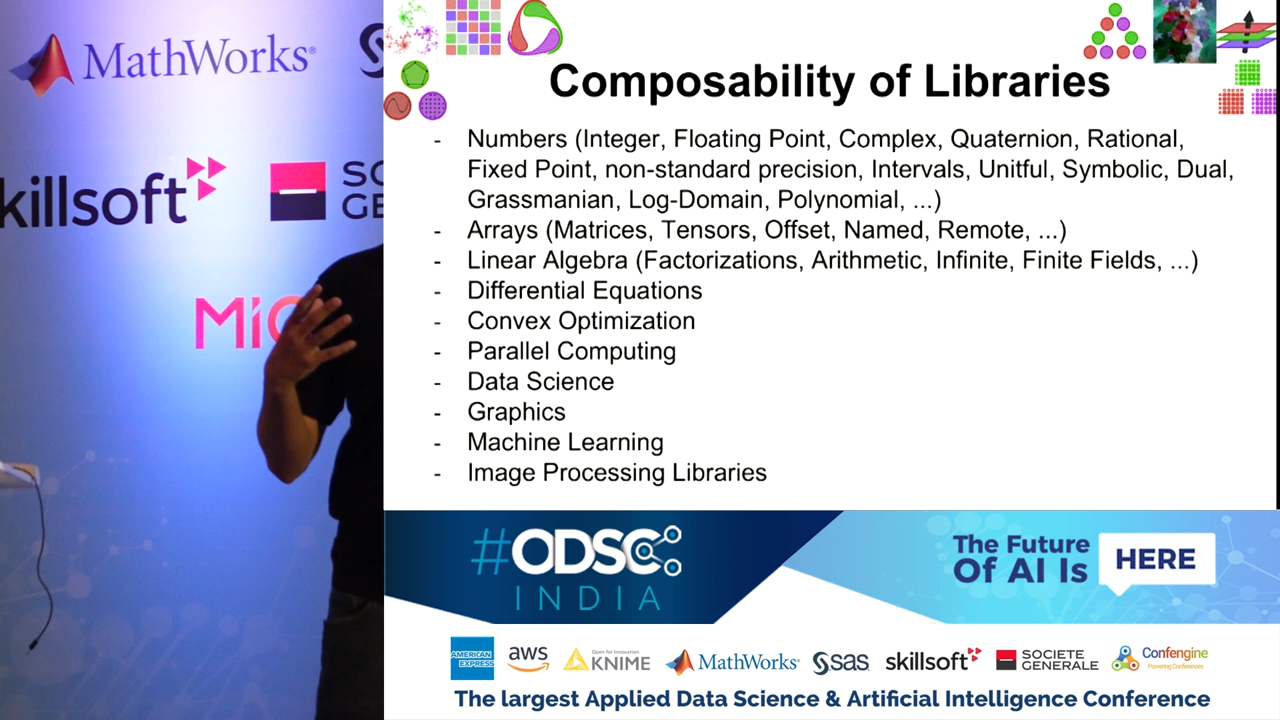 MathWorks®
S
killsoft
SO
GE
MiC
Composability of Libraries
- Numbers (Integer, Floating Point, Complex, Quaternion, Rational,
Fixed Point, non-standard precision, Intervals, Unitful, Symbolic, Dual,
Grassmanian, Log-Domain, Polynomial, ...)
- Arrays (Matrices, Tensors, Offset, Named, Remote, ...)
- Linear Algebra (Factorizations, Arithmetic, Infinite, Finite Fields, ...)
- Differential Equations
- Convex Optimization
- Parallel Computing
- Data Science
- Graphics
- Machine Learning
- Image Processing Libraries
#ODSC
INDIA
The Future
Of AI Is HERE
AMERICAN
EXPRESS
aws
Open for Innovation
KNIME
MathWorks®
sas
skillsoft
SOCIETE
GENERALE
Confengine
Powering Conferences
The largest Applied Data Science & Artificial Intelligence Conference